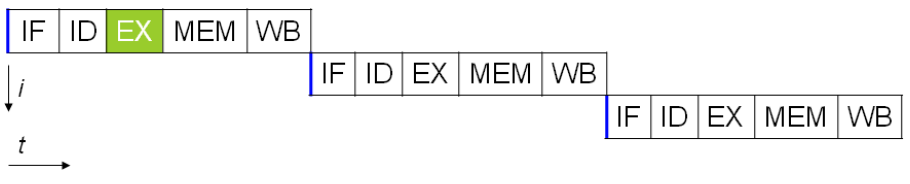 IF ID EX MEM WB
IF ID EX MEM WB
i
IF ID EX MEM WB
t